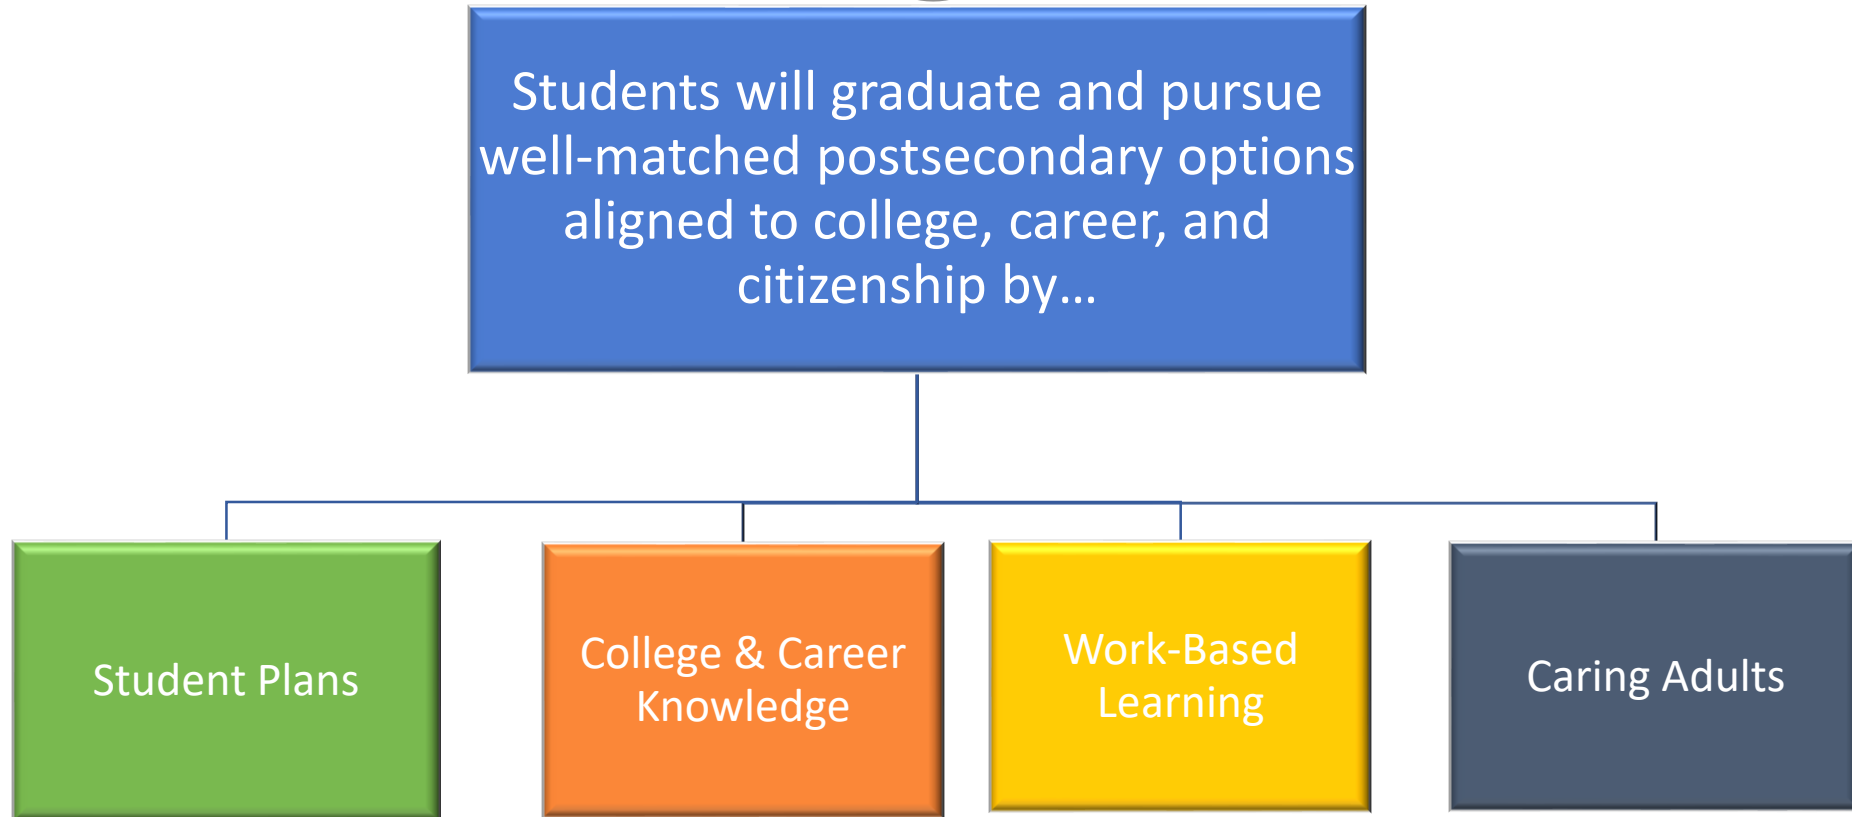 Students will graduate and pursue
well-matched postsecondary options
aligned to college, career, and
citizenship by...
Student Plans
College & Career
Knowledge
Work-Based
Learning
Caring Adults